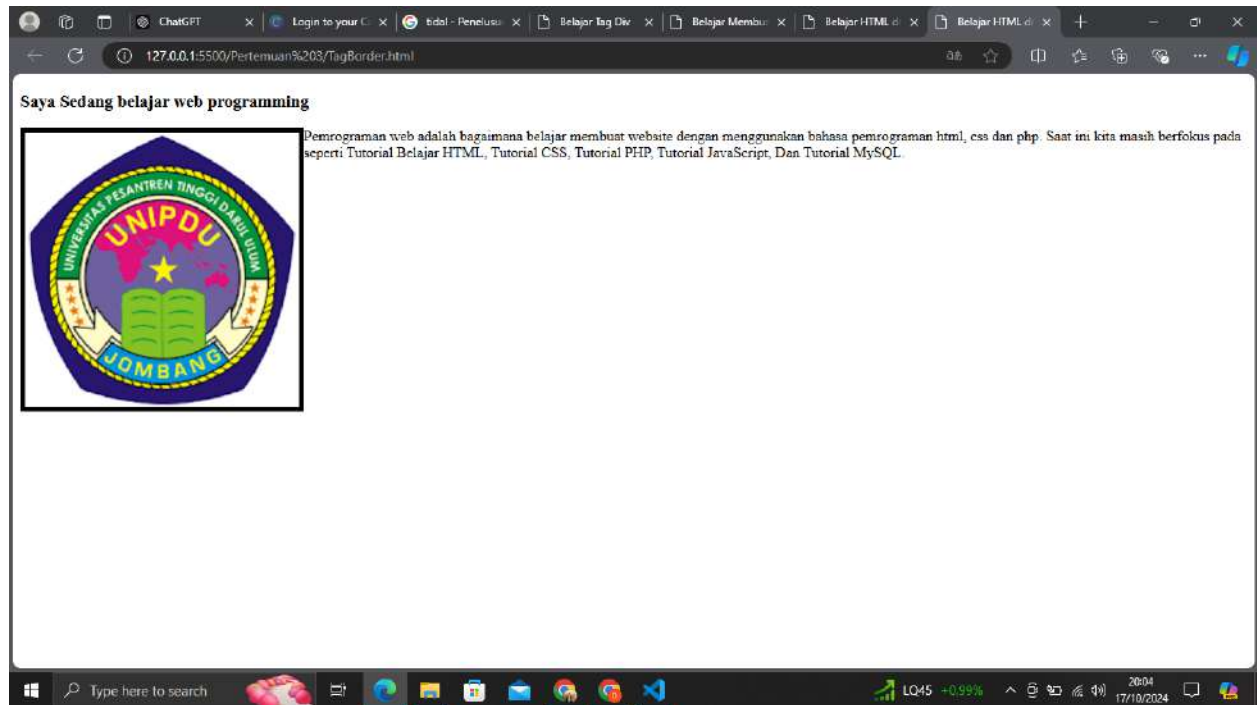 ChatGPT
Login to your C
tidal - Penelusu
Belajar Tag Div
Belajar Membu
Belajar HTML d
Belajar HTML d
127.0.0.1:5500/Pertemuan%203/TagBorder.html
Saya Sedang belajar web programming
Pemrograman web adalah bagaimana belajar membuat website dengan menggunakan bahasa pemrograman html, css dan php. Saat ini kita masih berfokus pada
seperti Tutorial Belajar HTML, Tutorial CSS, Tutorial PHP, Tutorial JavaScript, Dan Tutorial MySQL
UNIVERSITAS PESANTREN TINGGI DARUL ULUM
UNIPDU
JOMBANG
Type here to search
LQ45 +0,99%
20:04
17/10/2024